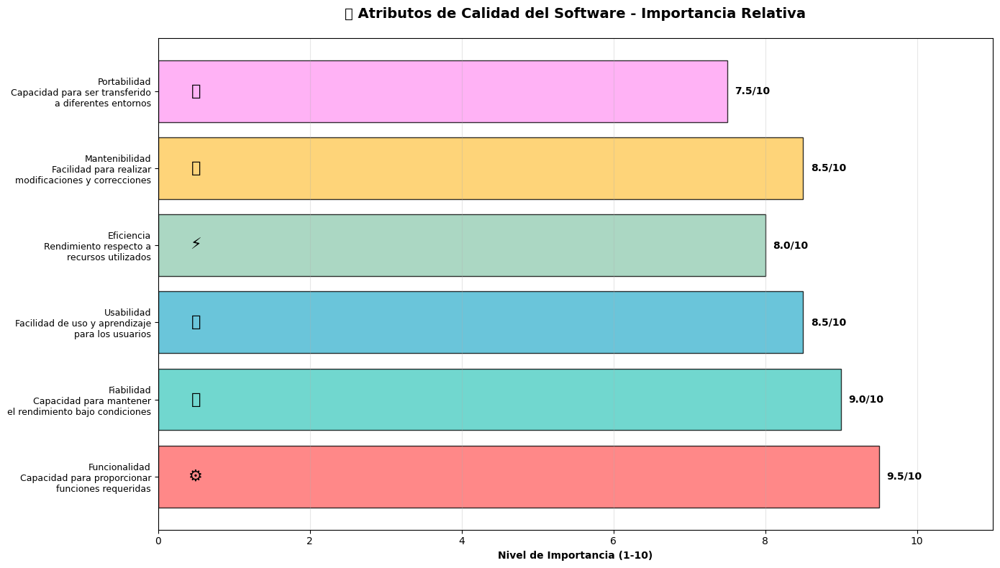 Atributos de Calidad del Software - Importancia Relativa
Portabilidad
Capacidad para ser transferido
a diferentes entornos
7.5/10
Mantenibilidad
Facilidad para realizar
modificaciones y correcciones
8.5/10
Eficiencia
Rendimiento respecto a
recursos utilizados
⚡
8.0/10
Usabilidad
Facilidad de uso y aprendizaje
para los usuarios
8.5/10
Fiabilidad
Capacidad para mantener
el rendimiento bajo condiciones
9.0/10
Funcionalidad
Capacidad para proporcionar
funciones requeridas
⚙
9.5/10
0 2 4 6 8 10
Nivel de Importancia (1-10)